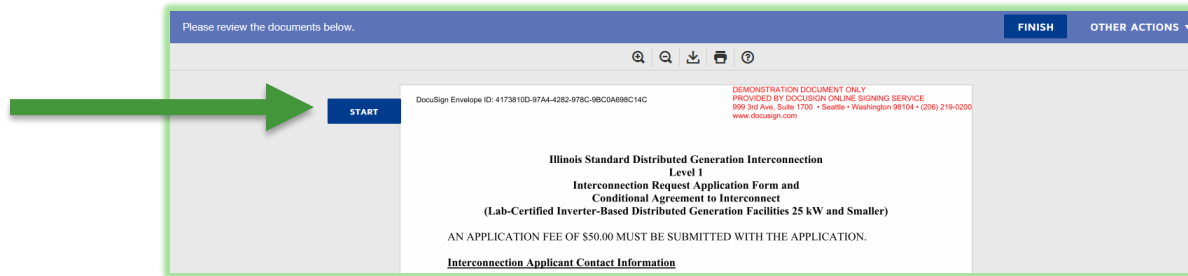 Please review the documents below.
FINISH
OTHER ACTIONS
START
DocuSign Envelope ID: 4173810D-97A4-4282-978C-9BC0A698C14C
DEMONSTRATION DOCUMENT ONLY
PROVIDED BY DOCUSIGN ONLINE SIGNING SERVICE
999 3rd Ave, Suite 1700 • Seattle • Washington 98104 • (206) 219-0200
www.docusign.com
Illinois Standard Distributed Generation Interconnection
Level 1
Interconnection Request Application Form and
Conditional Agreement to Interconnect
(Lab-Certified Inverter-Based Distributed Generation Facilities 25 kW and Smaller)
AN APPLICATION FEE OF $50.00 MUST BE SUBMITTED WITH THE APPLICATION.
Interconnection Applicant Contact Information